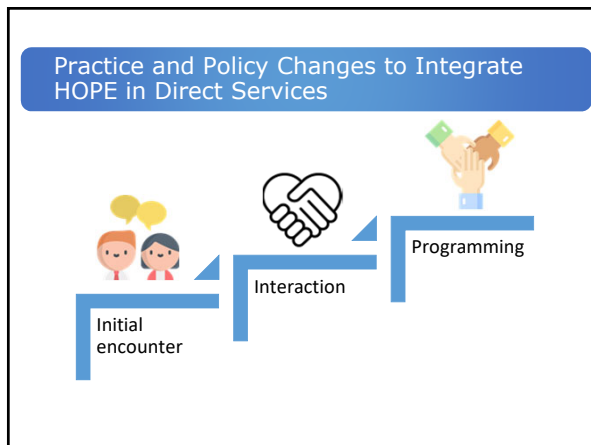 Practice and Policy Changes to Integrate
HOPE in Direct Services
Programming
Interaction
Initial
encounter